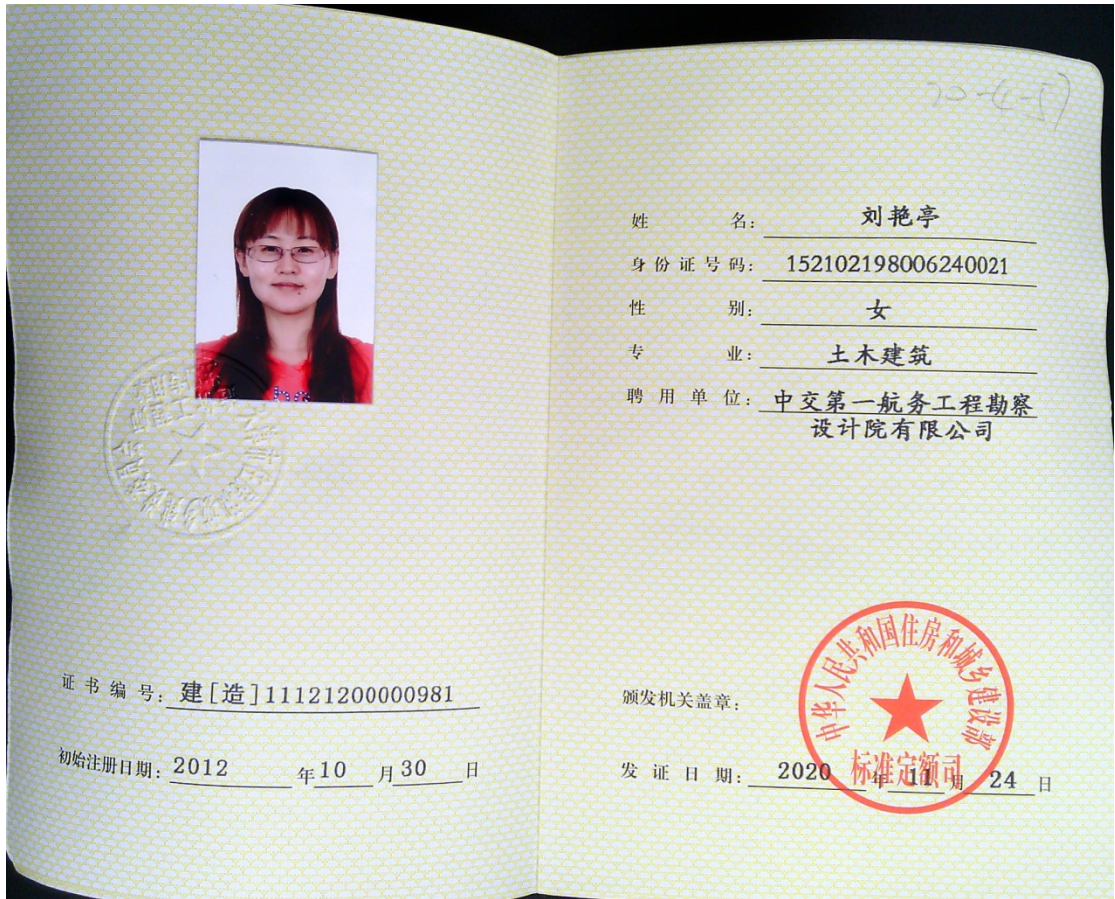 证书编号：建[造]11121200000981
初始注册日期：2012年10月30日
姓名：刘艳亭
身份证号码：152102198006240021
性别：女
专业：土木建筑
聘用单位：中交第一航务工程勘察
设计院有限公司
颁发机关盖章：
中华人民共和国住房和城乡建设部
标准定额司
发证日期：2020年11月24日